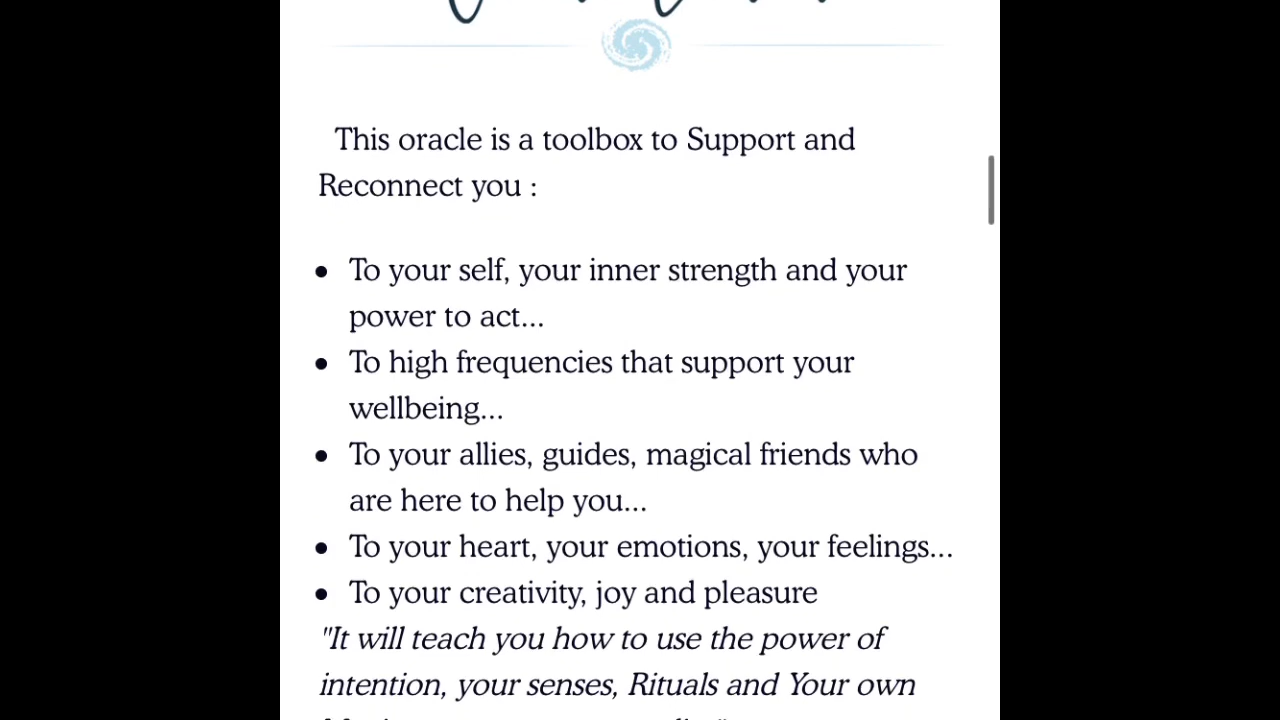 This oracle is a toolbox to Support and
Reconnect you :
• To your self, your inner strength and your
power to act...
• To high frequencies that support your
wellbeing...
• To your allies, guides, magical friends who
are here to help you...
• To your heart, your emotions, your feelings...
• To your creativity, joy and pleasure
"It will teach you how to use the power of
intention, your senses, Rituals and Your own